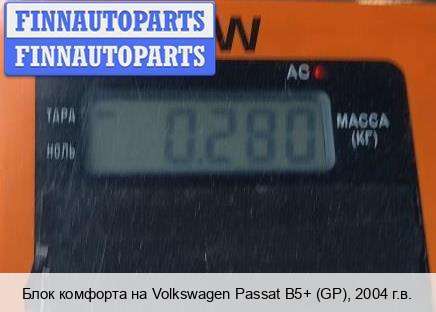 FINNAUTOPARTS
FINNAUTOPARTS
W
AC
ТАРА
0.280
МАССА
(КГ)
НОЛЬ
Блок комфорта на Volkswagen Passat B5+ (GP), 2004 г.в.